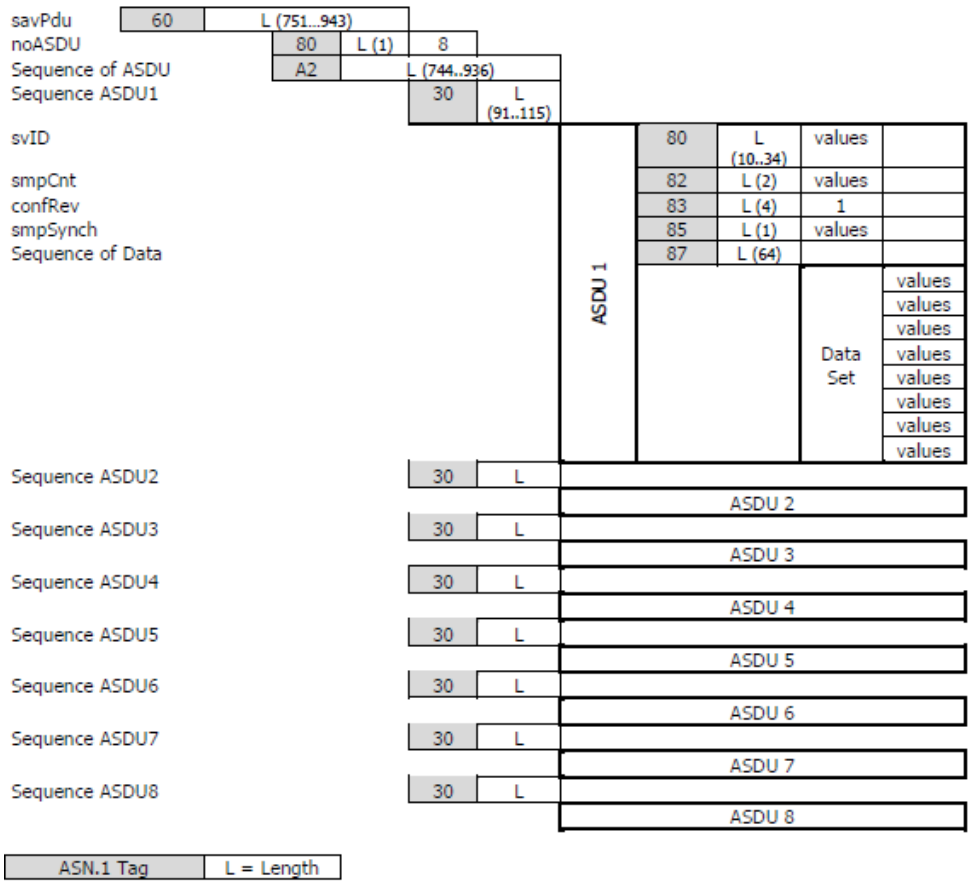 savPdu 60 L (751...943)
noASDU 80 L (1) 8
Sequence of ASDU A2 L (744..936)
Sequence ASDU1 30 L
(91..115)
svID 80 L values
(10..34)
smpCnt 82 L (2) values
confRev 83 L (4) 1
smpSynch 85 L (1) values
Sequence of Data 87 L (64)
ASDU 1
values
values
values
Data values
Set values
values
values
values
Sequence ASDU2 30 L
ASDU 2
Sequence ASDU3 30 L
ASDU 3
Sequence ASDU4 30 L
ASDU 4
Sequence ASDU5 30 L
ASDU 5
Sequence ASDU6 30 L
ASDU 6
Sequence ASDU7 30 L
ASDU 7
Sequence ASDU8 30 L
ASDU 8
ASN.1 Tag L = Length